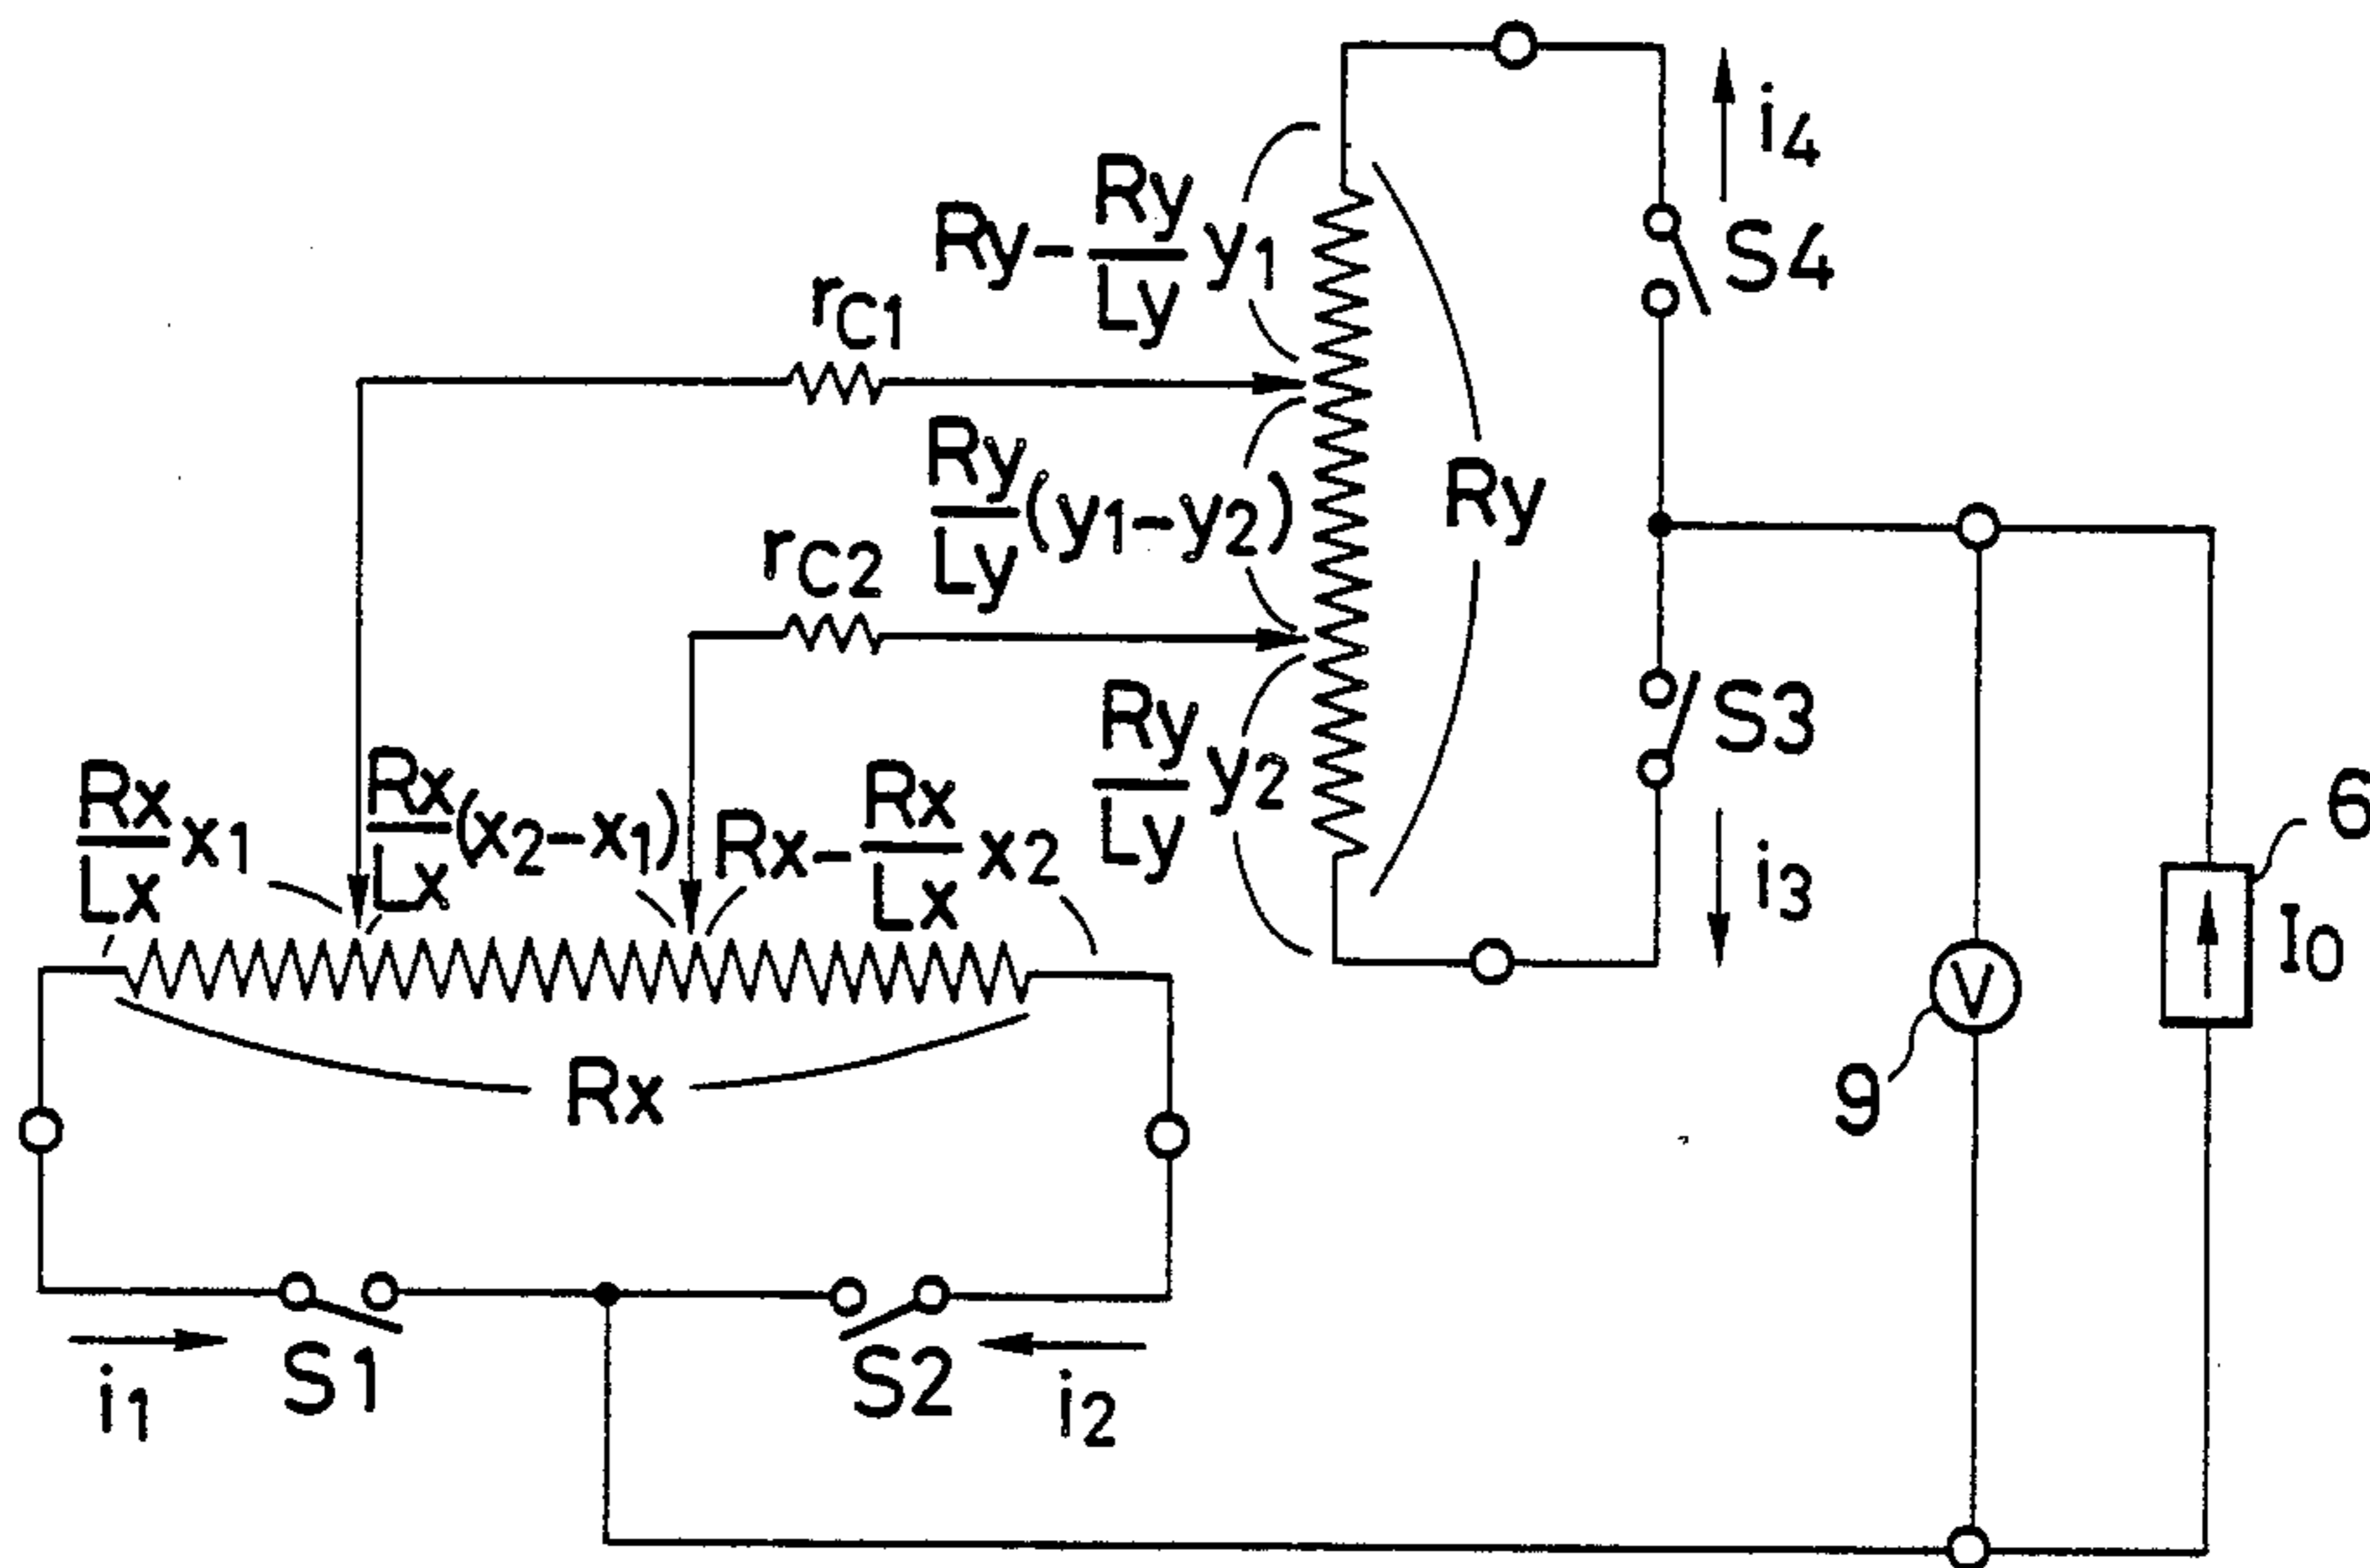 i4
Ry-Ry/Ly y1
S4
rC1
Ry/Ly(y1-y2)
Ry
rC2
S3
Ry/Ly y2
6
Rx/Lx x1
Rx/Lx(x2-x1)
Rx-Rx/Lx x2
i3
I0
V
9
Rx
S1
S2
i1
i2